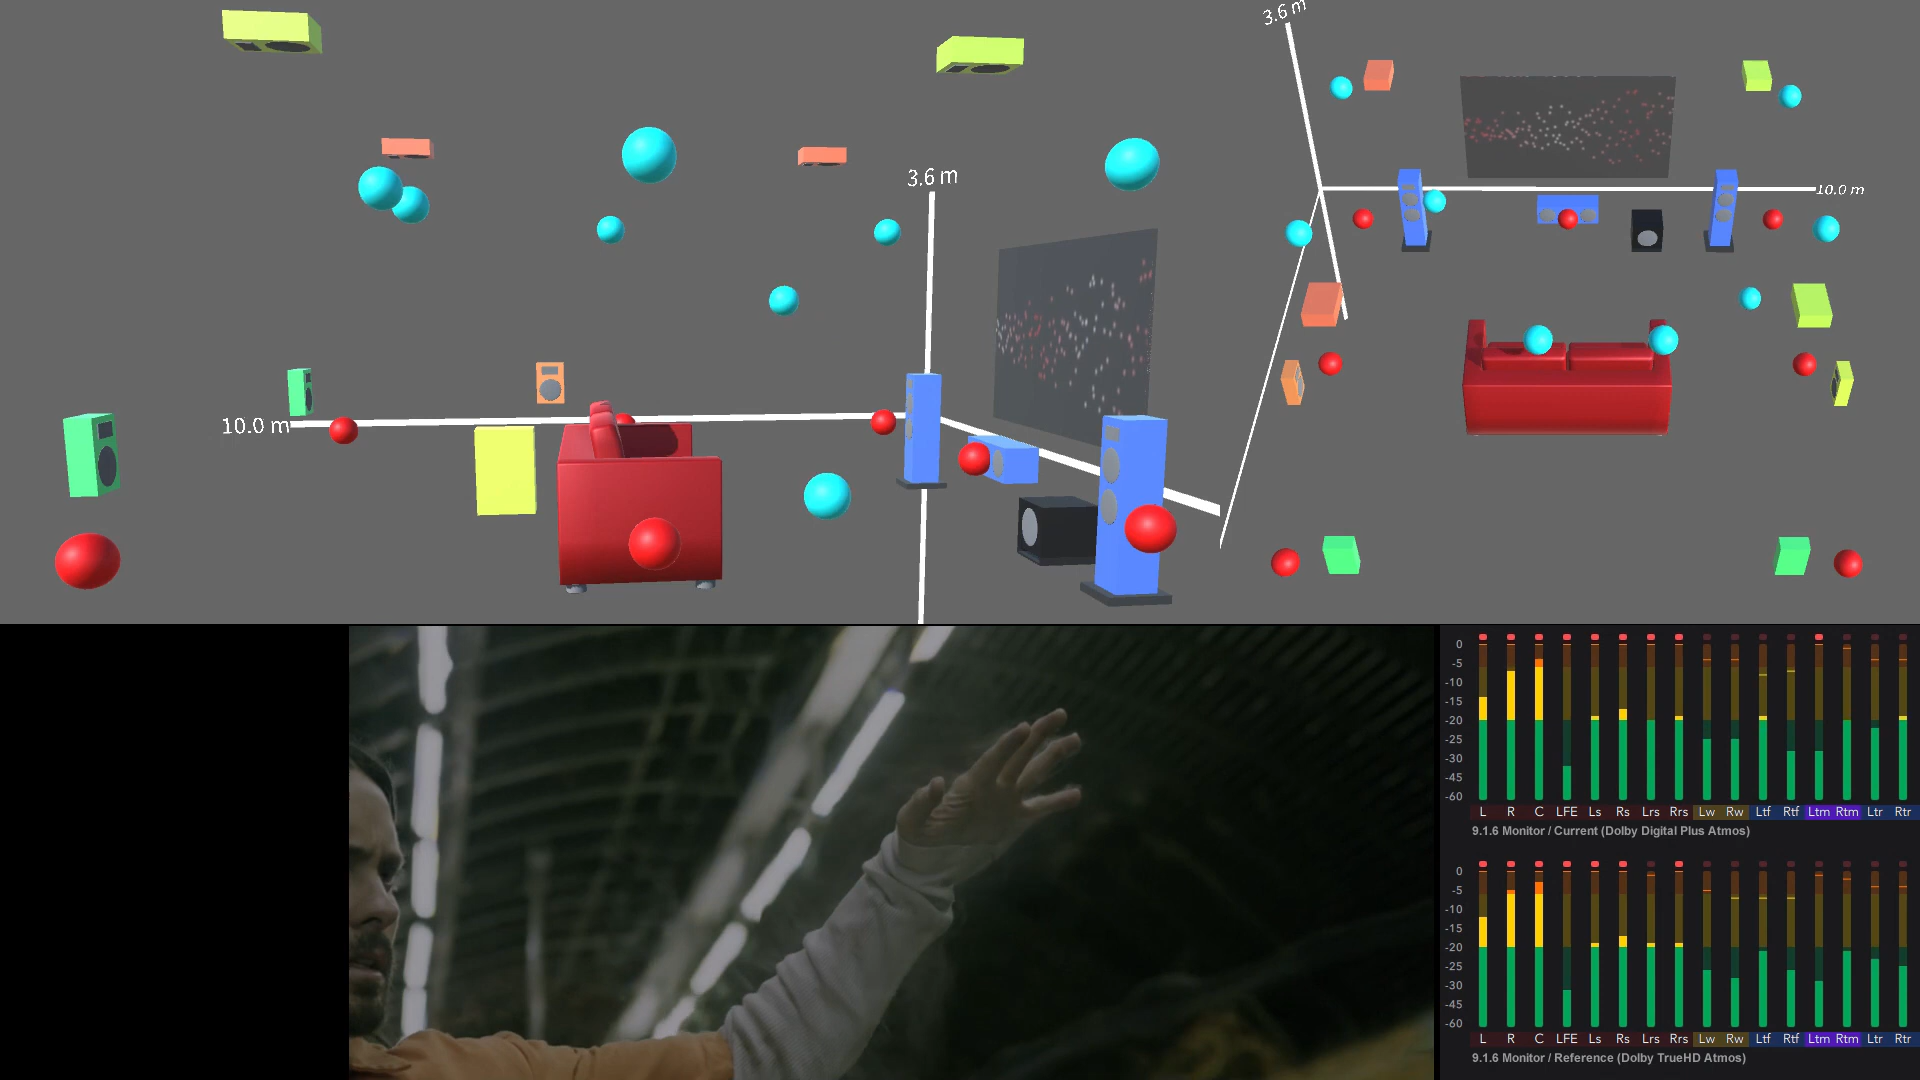 3.6 m
3.6 m
10.0 m
10.0 m
0
-5
-10
-15
-20
-25
-30
-45
-60
L R C LFE Ls Rs Lrs Rrs Lw Rw Ltf Rtf Ltm Rtm Ltr Rtr
9.1.6 Monitor / Current (Dolby Digital Plus Atmos)
0
-5
-10
-15
-20
-25
-30
-45
-60
L R C LFE Ls Rs Lrs Rrs Lw Rw Ltf Rtf Ltm Rtm Ltr Rtr
9.1.6 Monitor / Reference (Dolby TrueHD Atmos)